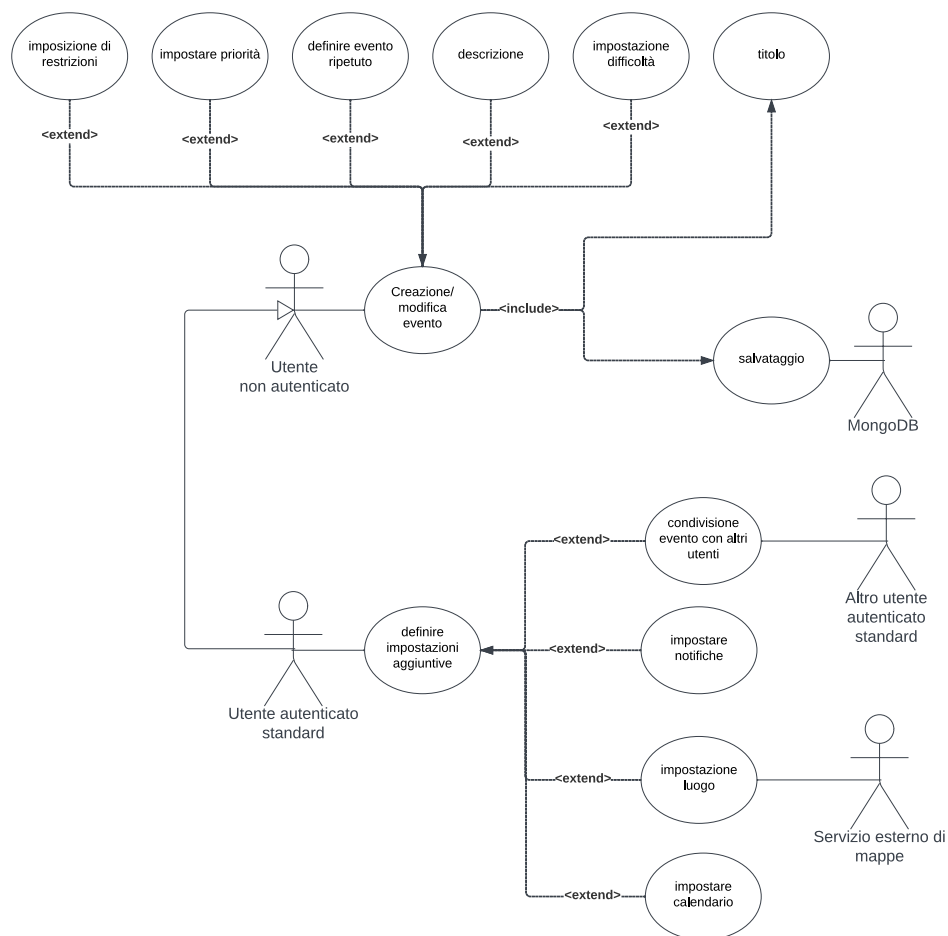 imposizione di
restrizioni
impostare priorità
definire evento
ripetuto
descrizione
impostazione
difficoltà
titolo
<extend>
<extend>
<extend>
<extend>
<extend>
Creazione/
modifica
evento
<include>
Utente
non autenticato
salvataggio
MongoDB
<extend>
condivisione
evento con altri
utenti
Altro utente
autenticato
standard
definire
impostazioni
aggiuntive
<extend>
impostare
notifiche
Utente autenticato
standard
<extend>
impostazione
luogo
Servizio esterno di
mappe
<extend>
impostare
calendario